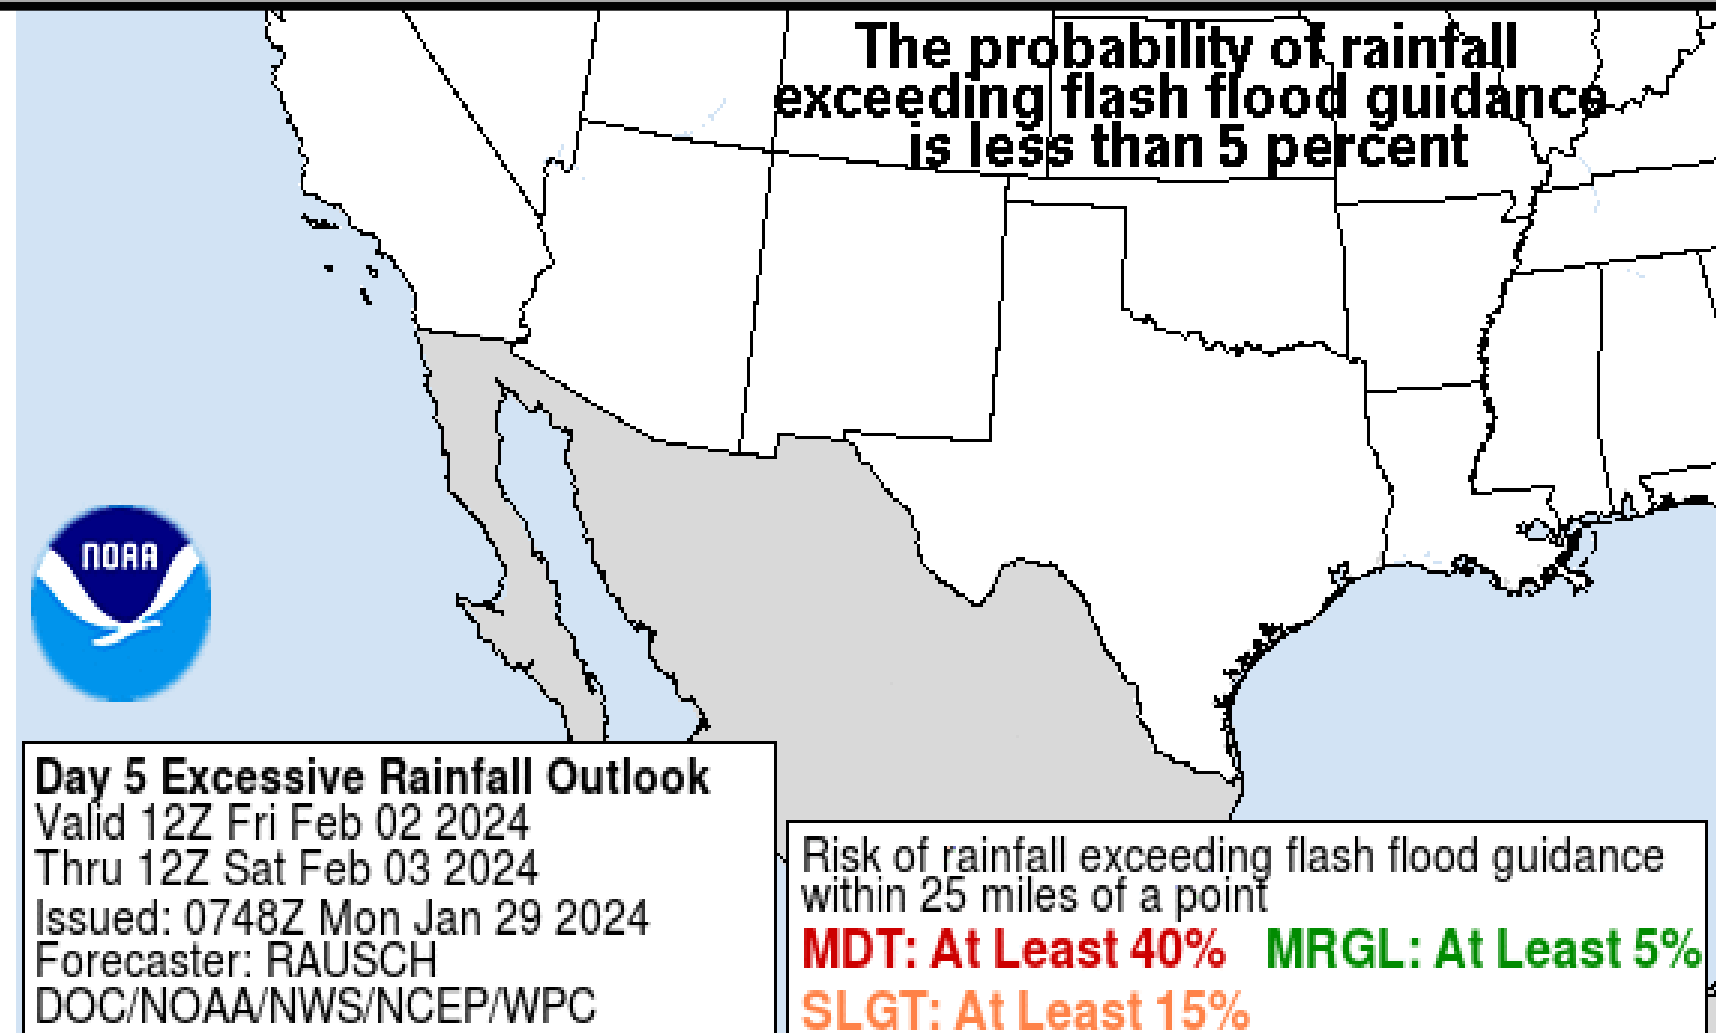 The probability of rainfall
exceeding flash flood guidance
is less than 5 percent
NOAA
Day 5 Excessive Rainfall Outlook
Valid 12Z Fri Feb 02 2024
Thru 12Z Sat Feb 03 2024
Issued: 0748Z Mon Jan 29 2024
Forecaster: RAUSCH
DOC/NOAA/NWS/NCEP/WPC
Risk of rainfall exceeding flash flood guidance
within 25 miles of a point
MDT: At Least 40% MRGL: At Least 5%
SLGT: At Least 15%